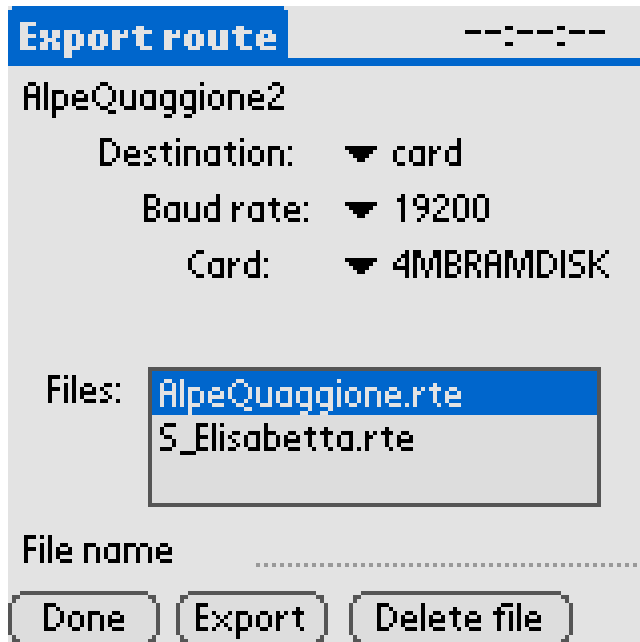 Export route --:--:--
AlpeQuaggione2
Destination: card
Baud rate: 19200
Card: 4MBRAMDISK
Files: AlpeQuaggione.rte
S_Elisabetta.rte
File name
Done Export Delete file